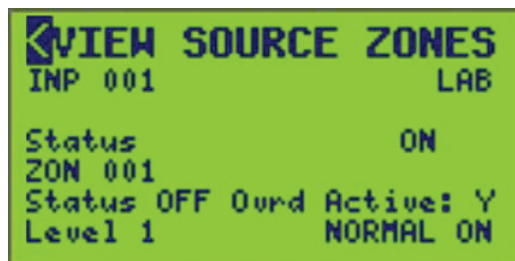 <VIEW SOURCE ZONES
INP 001 LAB
Status ON
ZON 001
Status OFF Ovrd Active: Y
Level 1 NORMAL ON